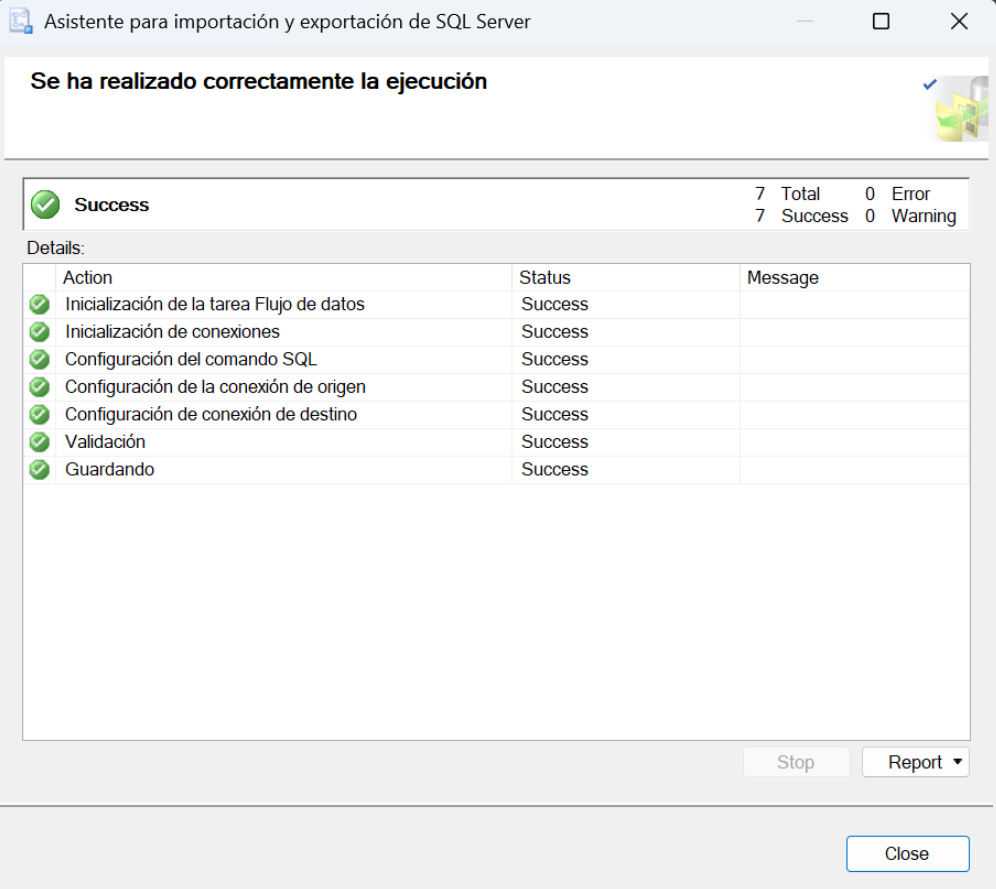 Asistente para importación y exportación de SQL Server
Se ha realizado correctamente la ejecución
Success
7 Total 0 Error
7 Success 0 Warning
Details:
Action Status Message
Inicialización de la tarea Flujo de datos Success
Inicialización de conexiones Success
Configuración del comando SQL Success
Configuración de la conexión de origen Success
Configuración de conexión de destino Success
Validación Success
Guardando Success
Stop Report
Close